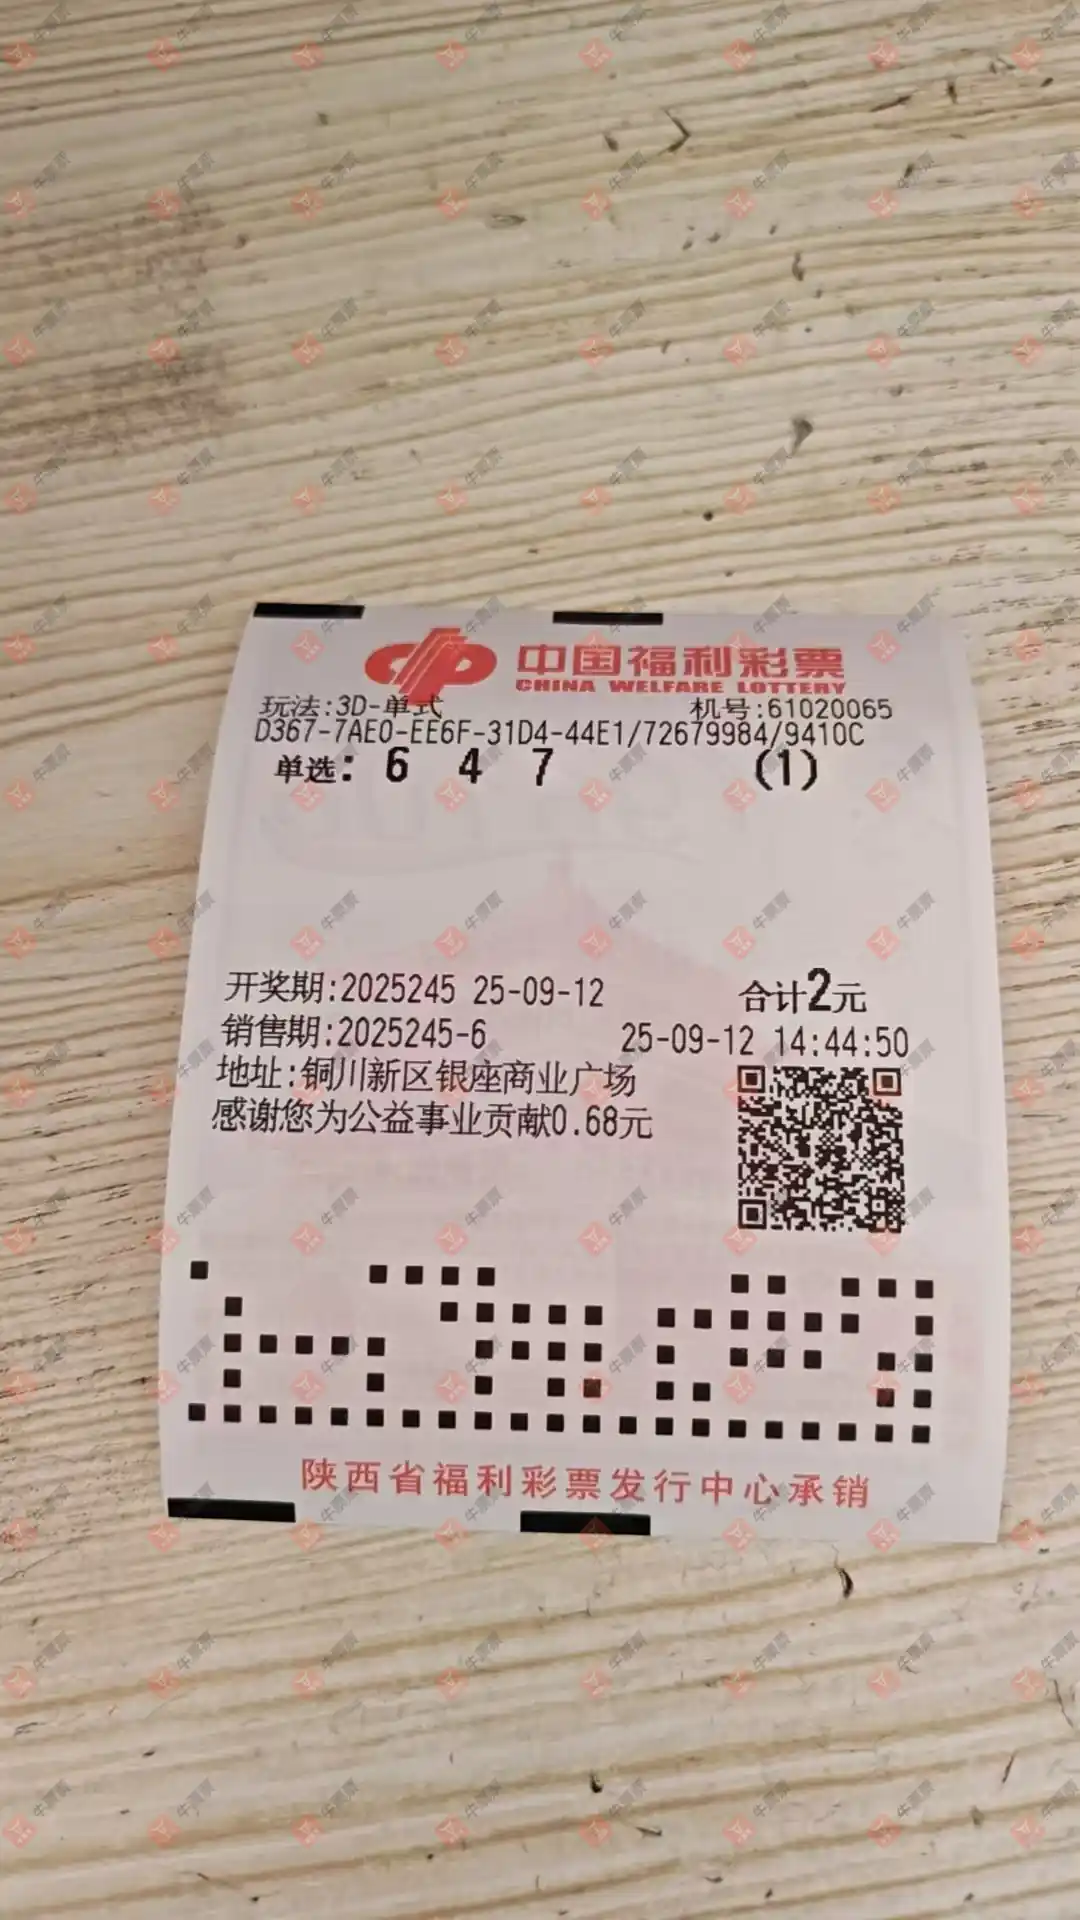 中国福利彩票
CHINA WELFARE LOTTERY
玩法:3D-单式 机号:61020065
D367-7AE0-EE6F-31D4-44E1/72679984/9410C
单选: 6 4 7 (1)
开奖期:2025245 25-09-12 合计2元
销售期:2025245-6 25-09-12 14:44:50
地址:铜川新区银座商业广场
感谢您为公益事业贡献0.68元
陕西省福利彩票发行中心承销